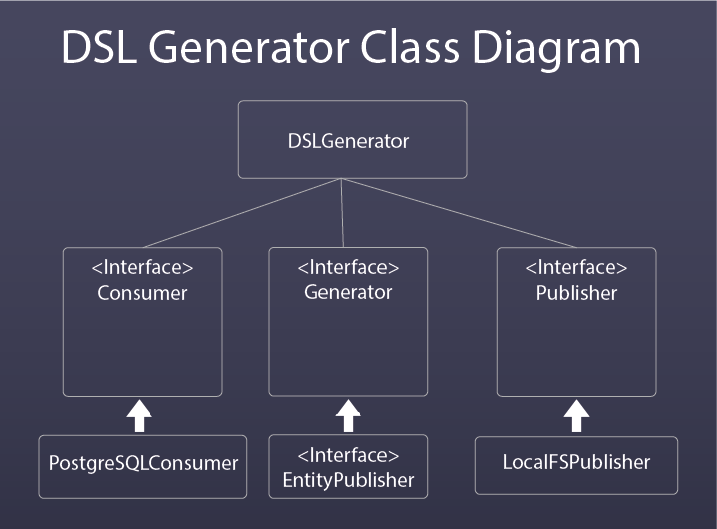 DSL Generator Class Diagram
DSLGenerator
<Interface>
Consumer
<Interface>
Generator
<Interface>
Publisher
PostgreSQLConsumer
<Interface>
EntityPublisher
LocalFSPublisher